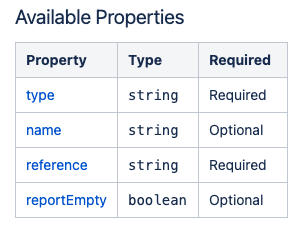 Available Properties
Property Type Required
type string Required
name string Optional
reference string Required
reportEmpty boolean Optional